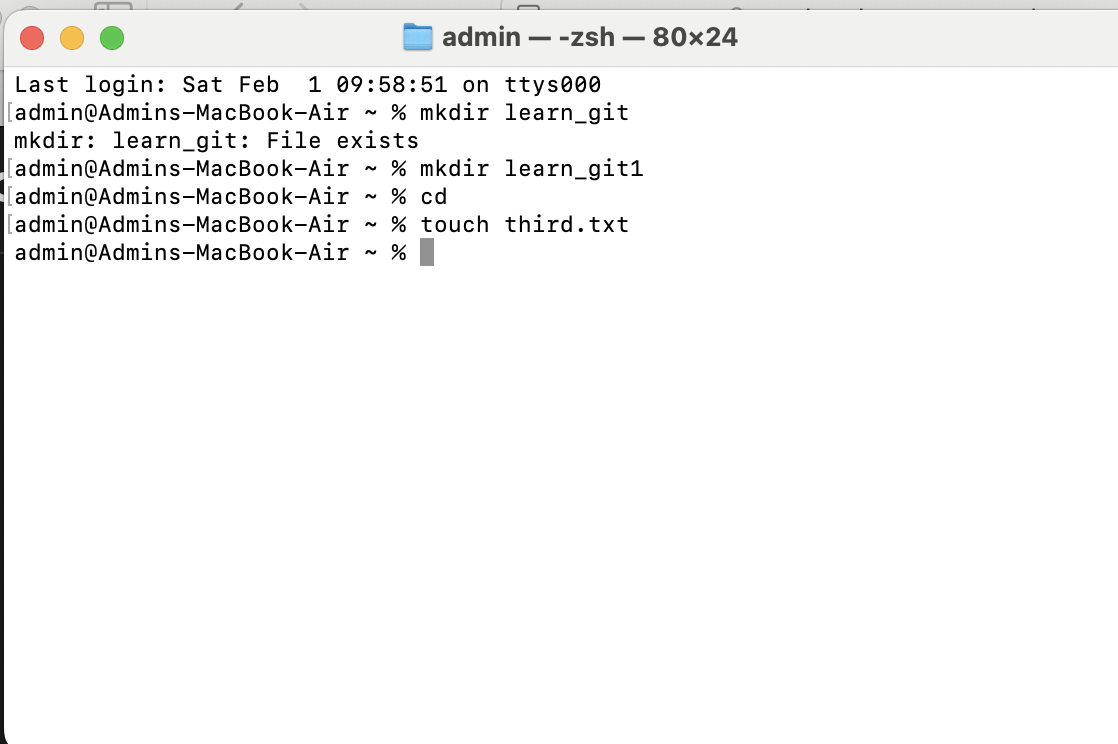 admin — -zsh — 80×24
Last login: Sat Feb  1 09:58:51 on ttys000
[admin@Admins-MacBook-Air ~ % mkdir learn_git
mkdir: learn_git: File exists
[admin@Admins-MacBook-Air ~ % mkdir learn_git1
[admin@Admins-MacBook-Air ~ % cd
[admin@Admins-MacBook-Air ~ % touch third.txt
admin@Admins-MacBook-Air ~ %